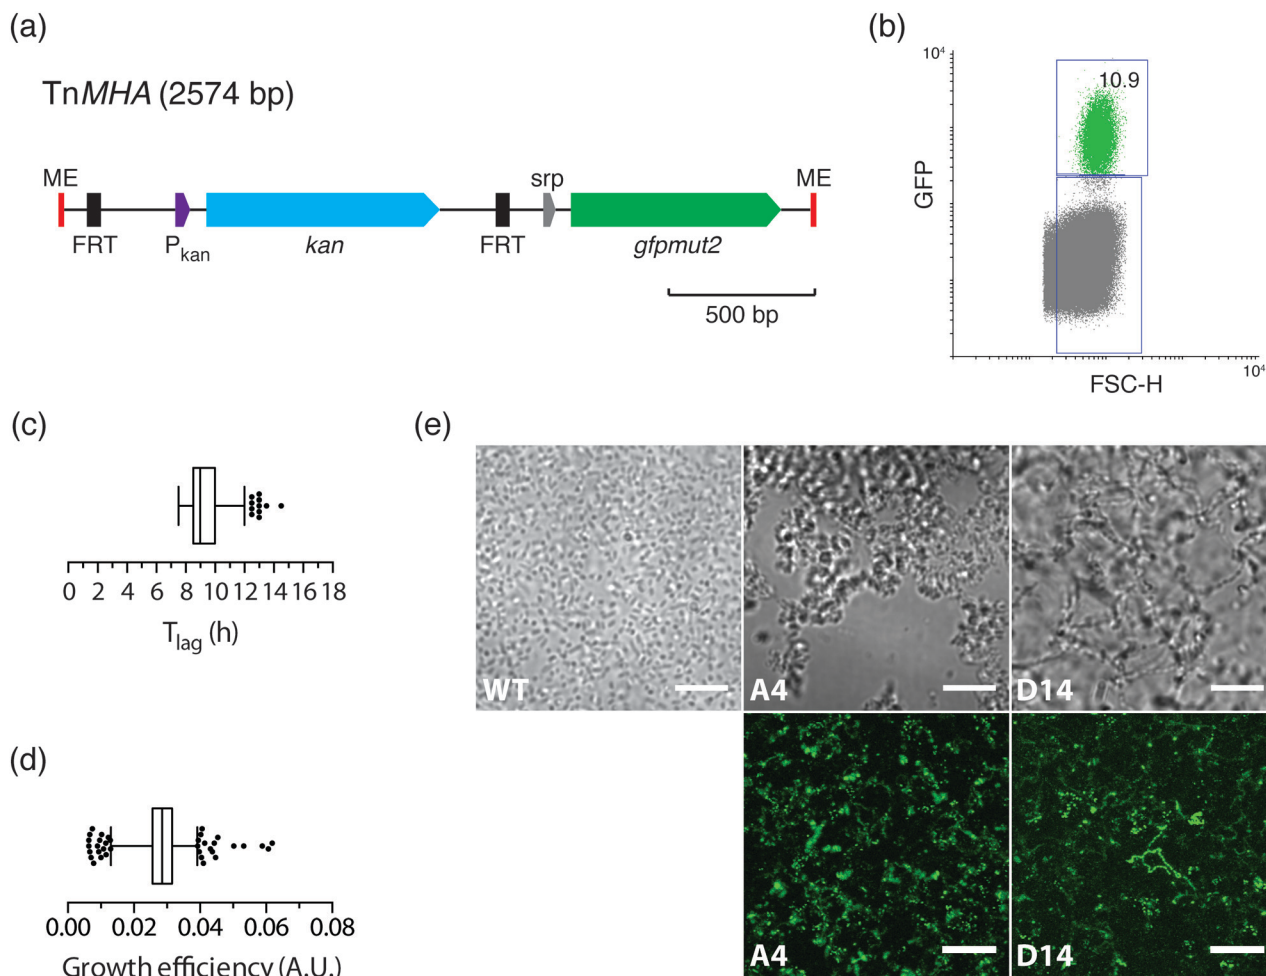 (a)
TnMHA (2574 bp)
ME srp ME
FRT Pkan kan FRT gfpmut2
500 bp
(b)
10⁴
10.9
GFP
10⁴
FSC-H
(c)
0 2 4 6 8 10 12 14 16 18
Tlag (h)
(d)
0.00 0.02 0.04 0.06 0.08
Growth efficiency (A.U.)
(e)
WT A4 D14
A4 D14